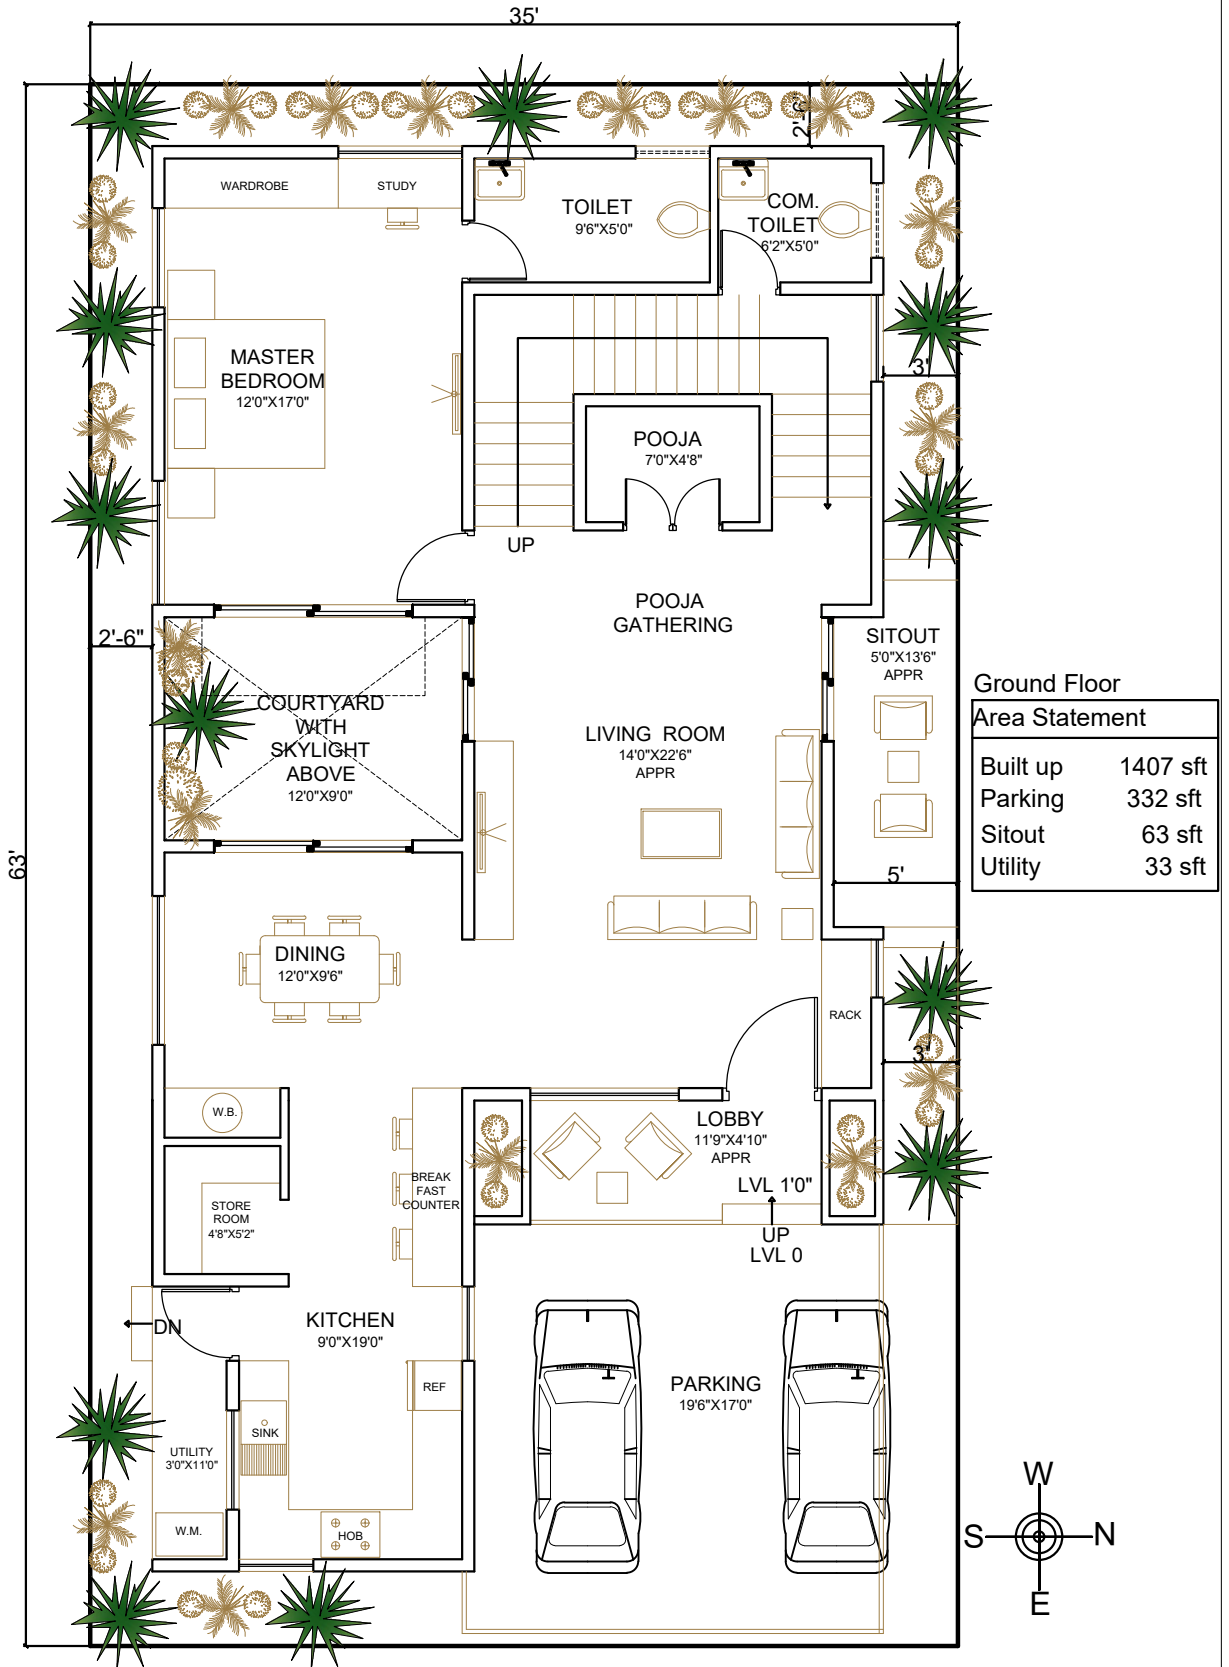 35'
2'-6"
WARDROBE
STUDY
TOILET
9'6"X5'0"
COM.
TOILET
6'2"X5'0"
MASTER
BEDROOM
12'0"X17'0"
3'
POOJA
7'0"X4'8"
UP
POOJA
GATHERING
2'-6"
SITOUT
5'0"X13'6"
APPR
COURTYARD
WITH
SKYLIGHT
ABOVE
12'0"X9'0"
LIVING ROOM
14'0"X22'6"
APPR
Ground Floor
Area Statement
Built up 1407 sft
Parking 332 sft
Sitout 63 sft
Utility 33 sft
63'
5'
DINING
12'0"X9'6"
RACK
3'
W.B.
LOBBY
11'9"X4'10"
APPR
BREAK
FAST
COUNTER
LVL 1'0"
STORE
ROOM
4'8"X5'2"
UP
LVL 0
DN
KITCHEN
9'0"X19'0"
REF
PARKING
19'6"X17'0"
SINK
UTILITY
3'0"X11'0"
W.M.
HOB
W
S
N
E